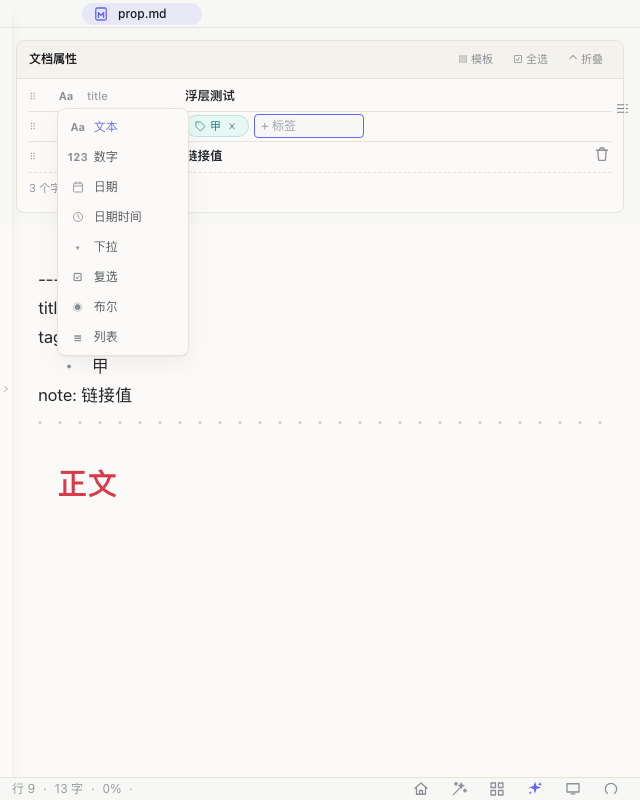 prop.md
文档属性 模板 全选 折叠
Aa title 浮层测试
甲 × + 标签
链接值
3 个字
Aa 文本
123 数字
日期
日期时间
下拉
复选
布尔
列表
---
titl
tag
• 甲
note: 链接值
正文
行 9 · 13 字 · 0% ·